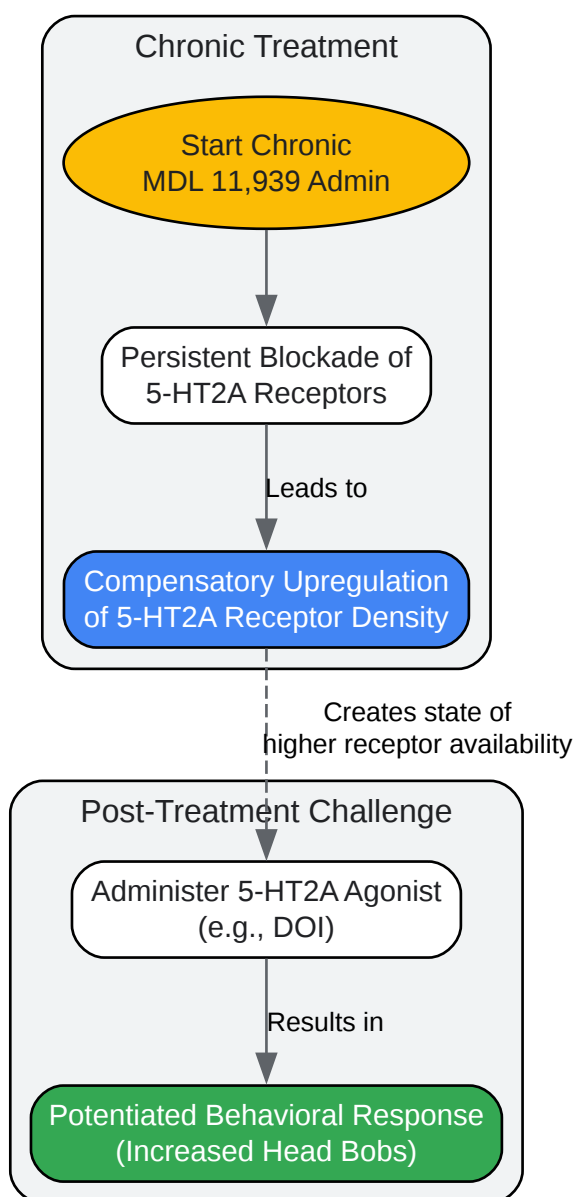 Chronic Treatment
Start Chronic
MDL 11,939 Admin
Persistent Blockade of
5-HT2A Receptors
Leads to
Compensatory Upregulation
of 5-HT2A Receptor Density
Creates state of
higher receptor availability
Post-Treatment Challenge
Administer 5-HT2A Agonist
(e.g., DOI)
Results in
Potentiated Behavioral Response
(Increased Head Bobs)